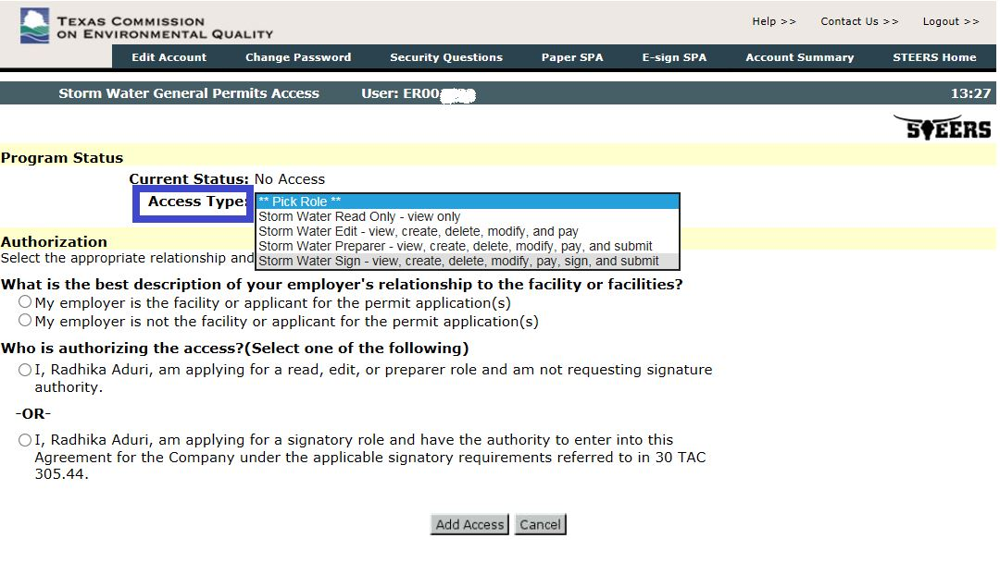 TEXAS COMMISSION
ON ENVIRONMENTAL QUALITY
Help >> Contact Us >> Logout >>
Edit Account Change Password Security Questions Paper SPA E-sign SPA Account Summary STEERS Home
Storm Water General Permits Access User: ER00 13:27
STEERS
Program Status
Current Status: No Access
Access Type: ** Pick Role **
Storm Water Read Only - view only
Storm Water Edit - view, create, delete, modify, and pay
Storm Water Preparer - view, create, delete, modify, pay, and submit
Storm Water Sign - view, create, delete, modify, pay, sign, and submit
Authorization
Select the appropriate relationship and
What is the best description of your employer's relationship to the facility or facilities?
My employer is the facility or applicant for the permit application(s)
My employer is not the facility or applicant for the permit application(s)
Who is authorizing the access?(Select one of the following)
I, Radhika Aduri, am applying for a read, edit, or preparer role and am not requesting signature
authority.
-OR-
I, Radhika Aduri, am applying for a signatory role and have the authority to enter into this
Agreement for the Company under the applicable signatory requirements referred to in 30 TAC
305.44.
Add Access Cancel